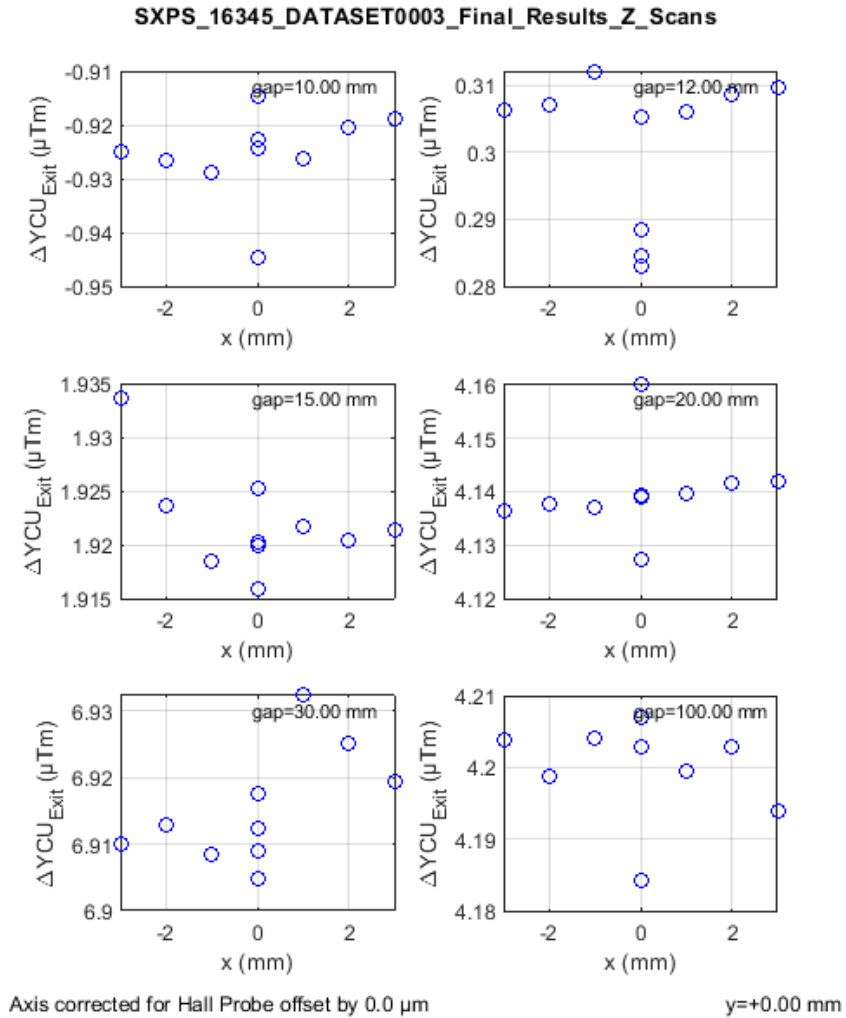 SXPS_16345_DATASET0003_Final_Results_Z_Scans
gap=10.00 mm
-0.91
-0.92
-0.93
-0.94
-0.95
ΔYCU_Exit (µTm)
-2 0 2
x (mm)
gap=12.00 mm
0.31
0.3
0.29
0.28
ΔYCU_Exit (µTm)
-2 0 2
x (mm)
gap=15.00 mm
1.935
1.93
1.925
1.92
1.915
ΔYCU_Exit (µTm)
-2 0 2
x (mm)
gap=20.00 mm
4.16
4.15
4.14
4.13
4.12
ΔYCU_Exit (µTm)
-2 0 2
x (mm)
gap=30.00 mm
6.93
6.92
6.91
6.9
ΔYCU_Exit (µTm)
-2 0 2
x (mm)
gap=100.00 mm
4.21
4.2
4.19
4.18
ΔYCU_Exit (µTm)
-2 0 2
x (mm)
Axis corrected for Hall Probe offset by 0.0 µm
y=+0.00 mm